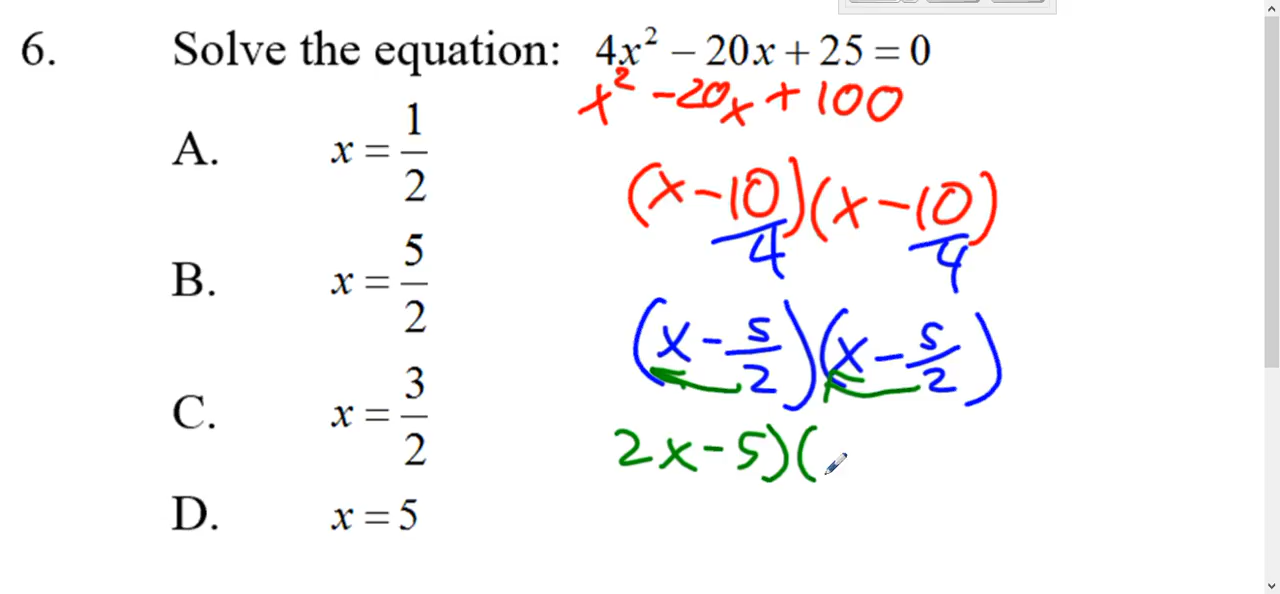 6. Solve the equation: 4x² − 20x + 25 = 0
x² − 20x + 100
A. x = 1/2
(x − 10/4)(x − 10/4)
B. x = 5/2
(x − 5/2)(x − 5/2)
C. x = 3/2
2x − 5)(
D. x = 5